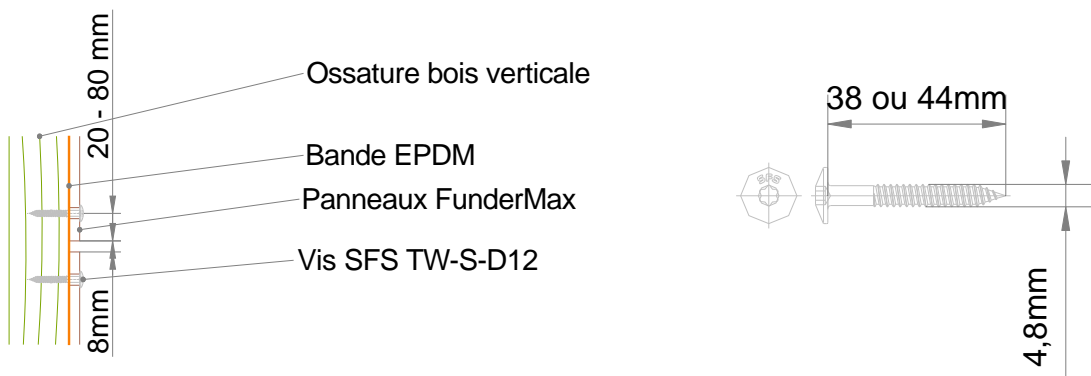 20 - 80 mm
Ossature bois verticale
Bande EPDM
Panneaux FunderMax
Vis SFS TW-S-D12
8mm
38 ou 44mm
SFS
4,8mm